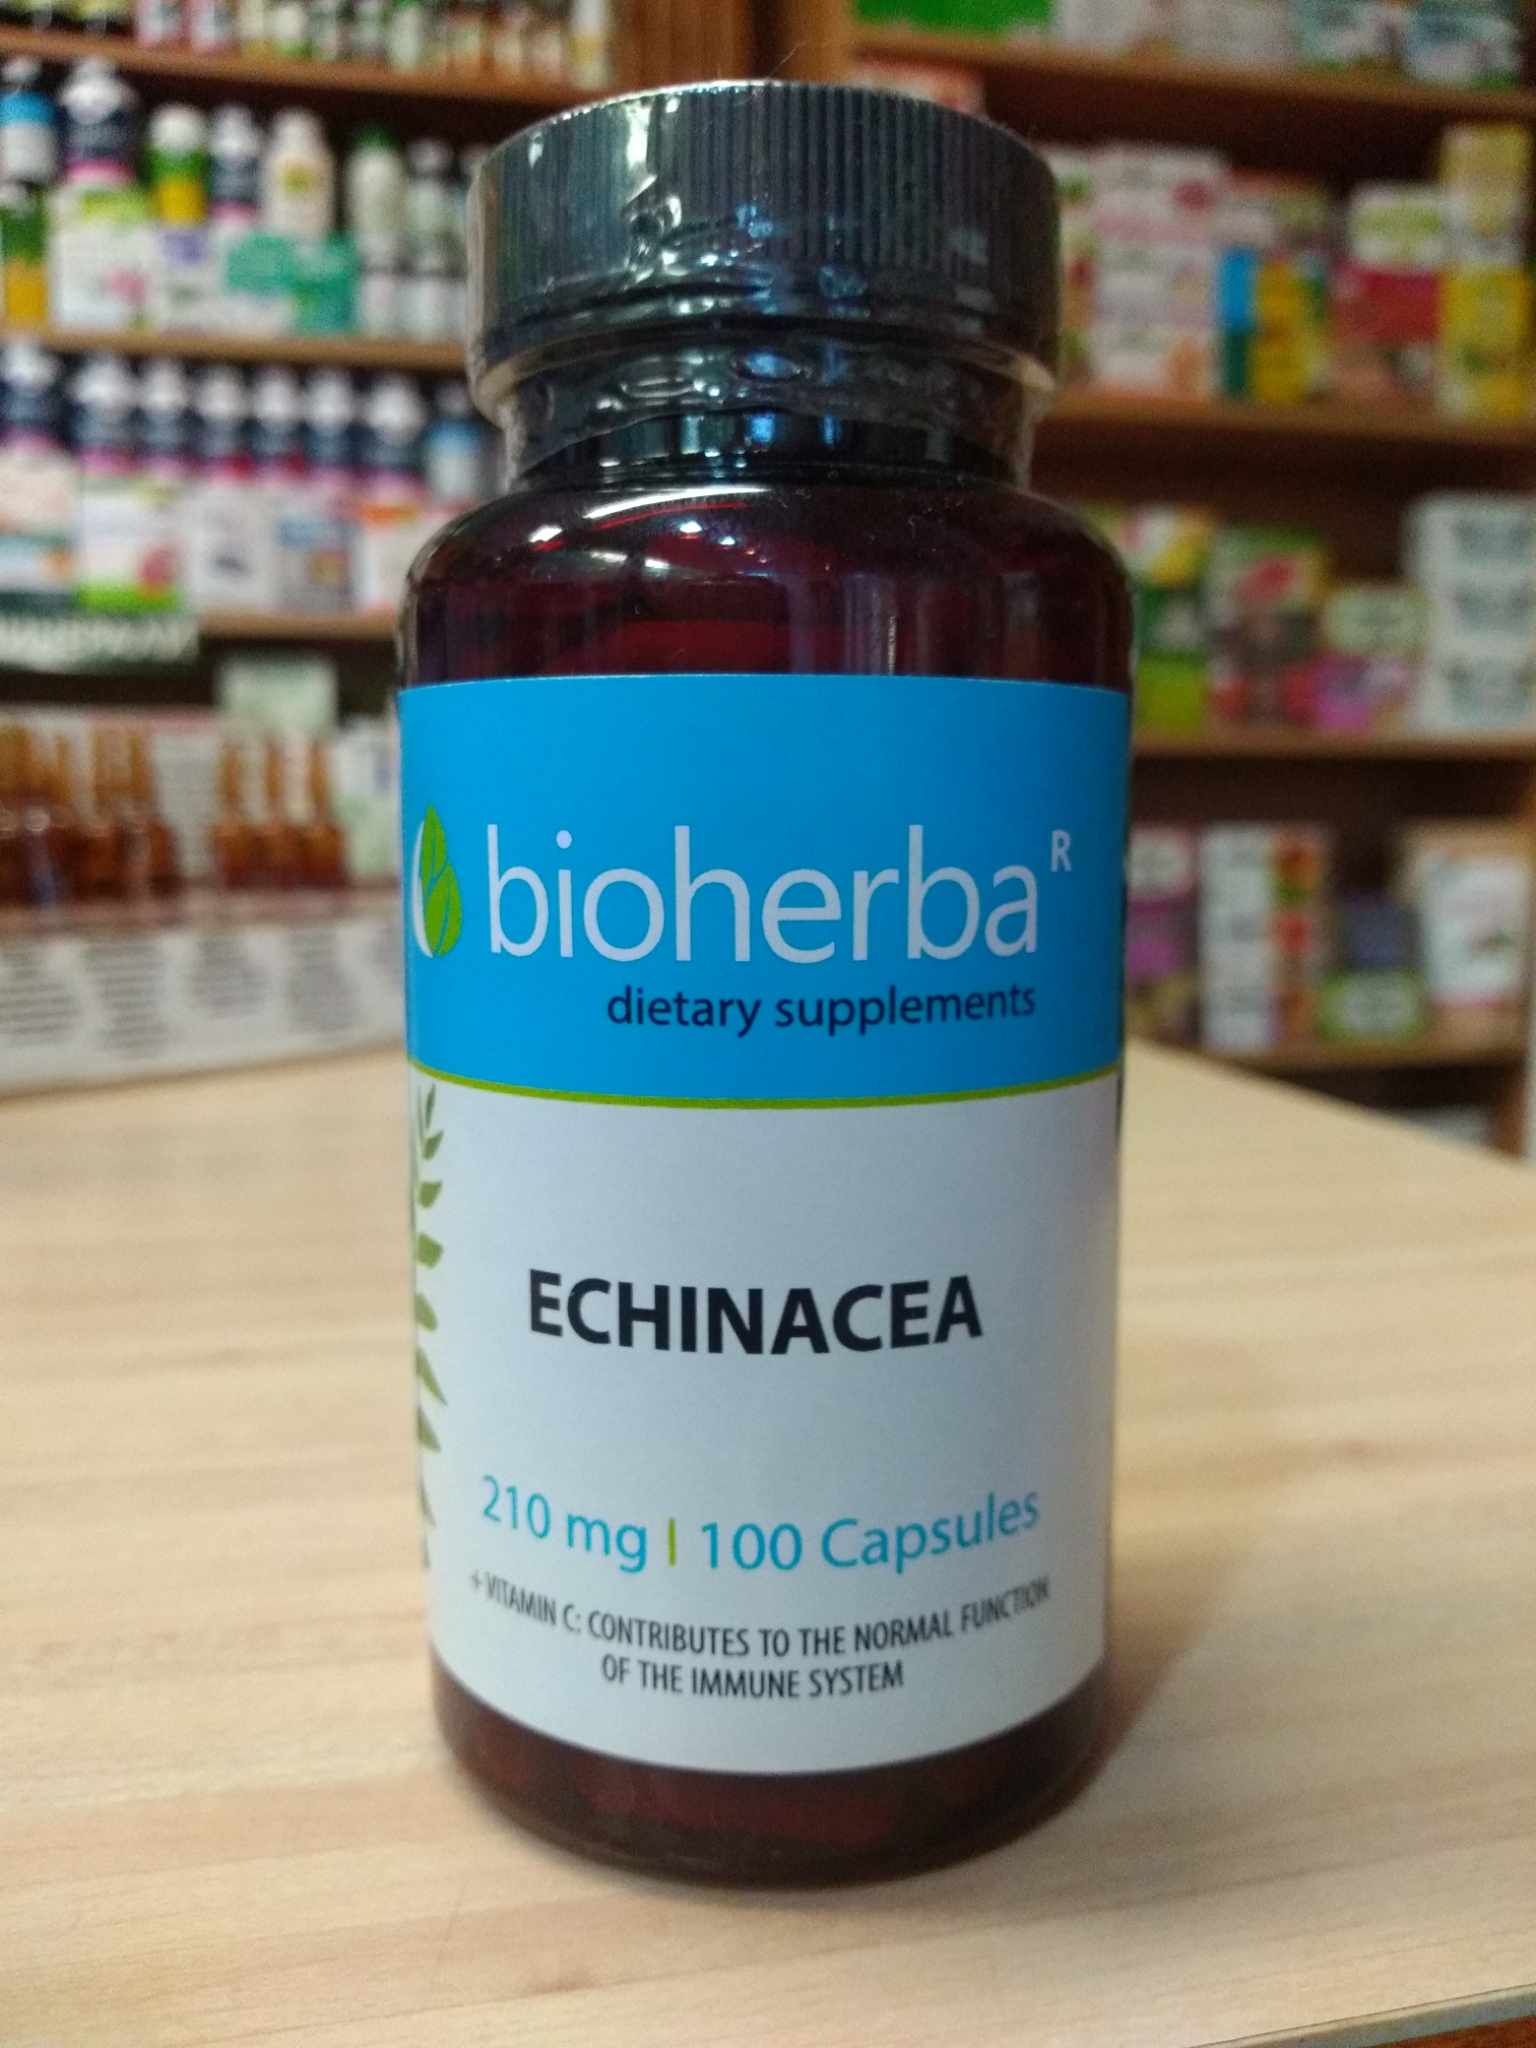 bioherba R
dietary supplements
ECHINACEA
210 mg | 100 Capsules
+ VITAMIN C: CONTRIBUTES TO THE NORMAL FUNCTION
OF THE IMMUNE SYSTEM